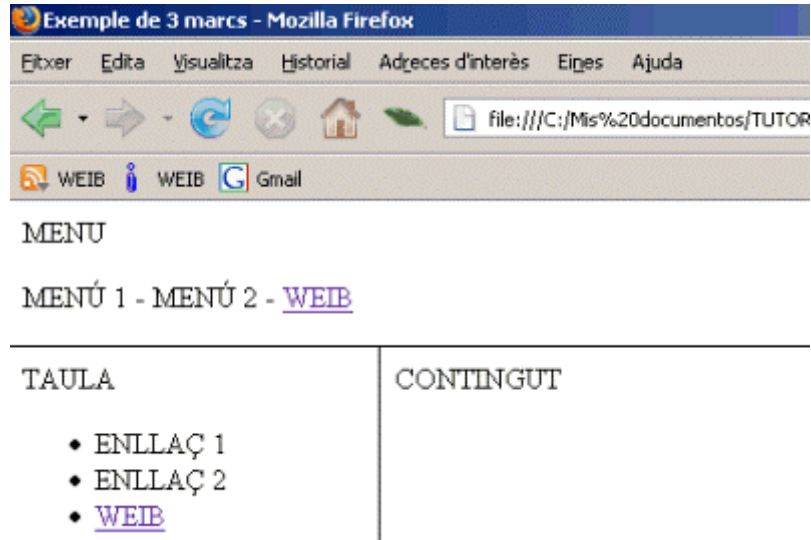 Exemple de 3 marcs - Mozilla Firefox
Fitxer Edita Visualitza Historial Adreces d'interès Eines Ajuda
file:///C:/Mis%20documentos/TUTOR
WEIB WEIB G Gmail
MENU
MENÚ 1 - MENÚ 2 - WEIB
TAULA
CONTINGUT
• ENLLAÇ 1
• ENLLAÇ 2
• WEIB